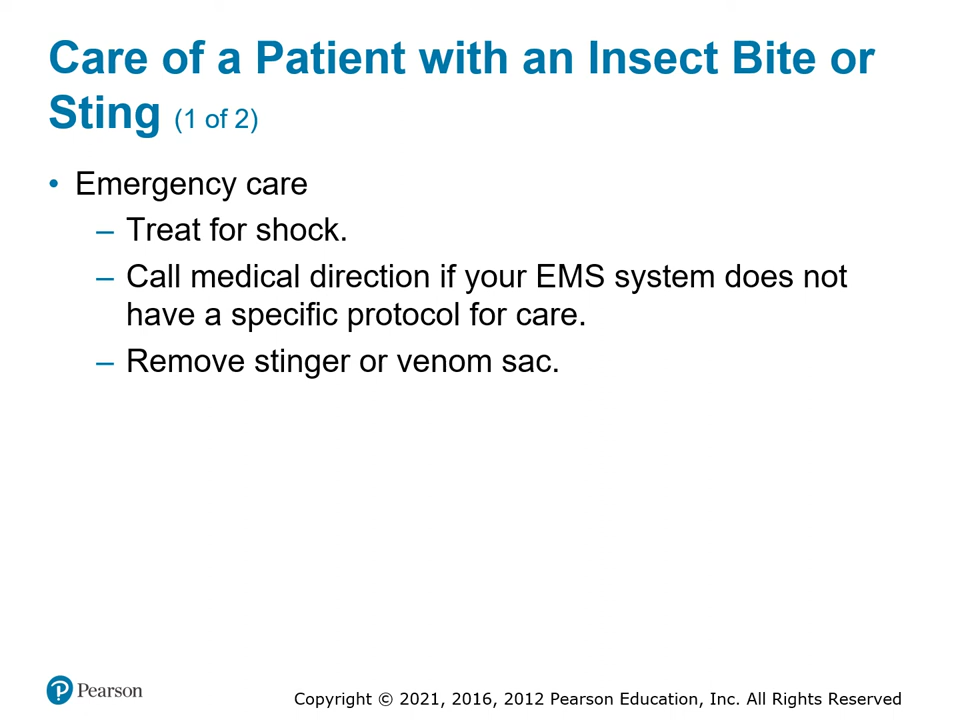 Care of a Patient with an Insect Bite or
Sting (1 of 2)
• Emergency care
– Treat for shock.
– Call medical direction if your EMS system does not
have a specific protocol for care.
– Remove stinger or venom sac.
P Pearson
Copyright © 2021, 2016, 2012 Pearson Education, Inc. All Rights Reserved